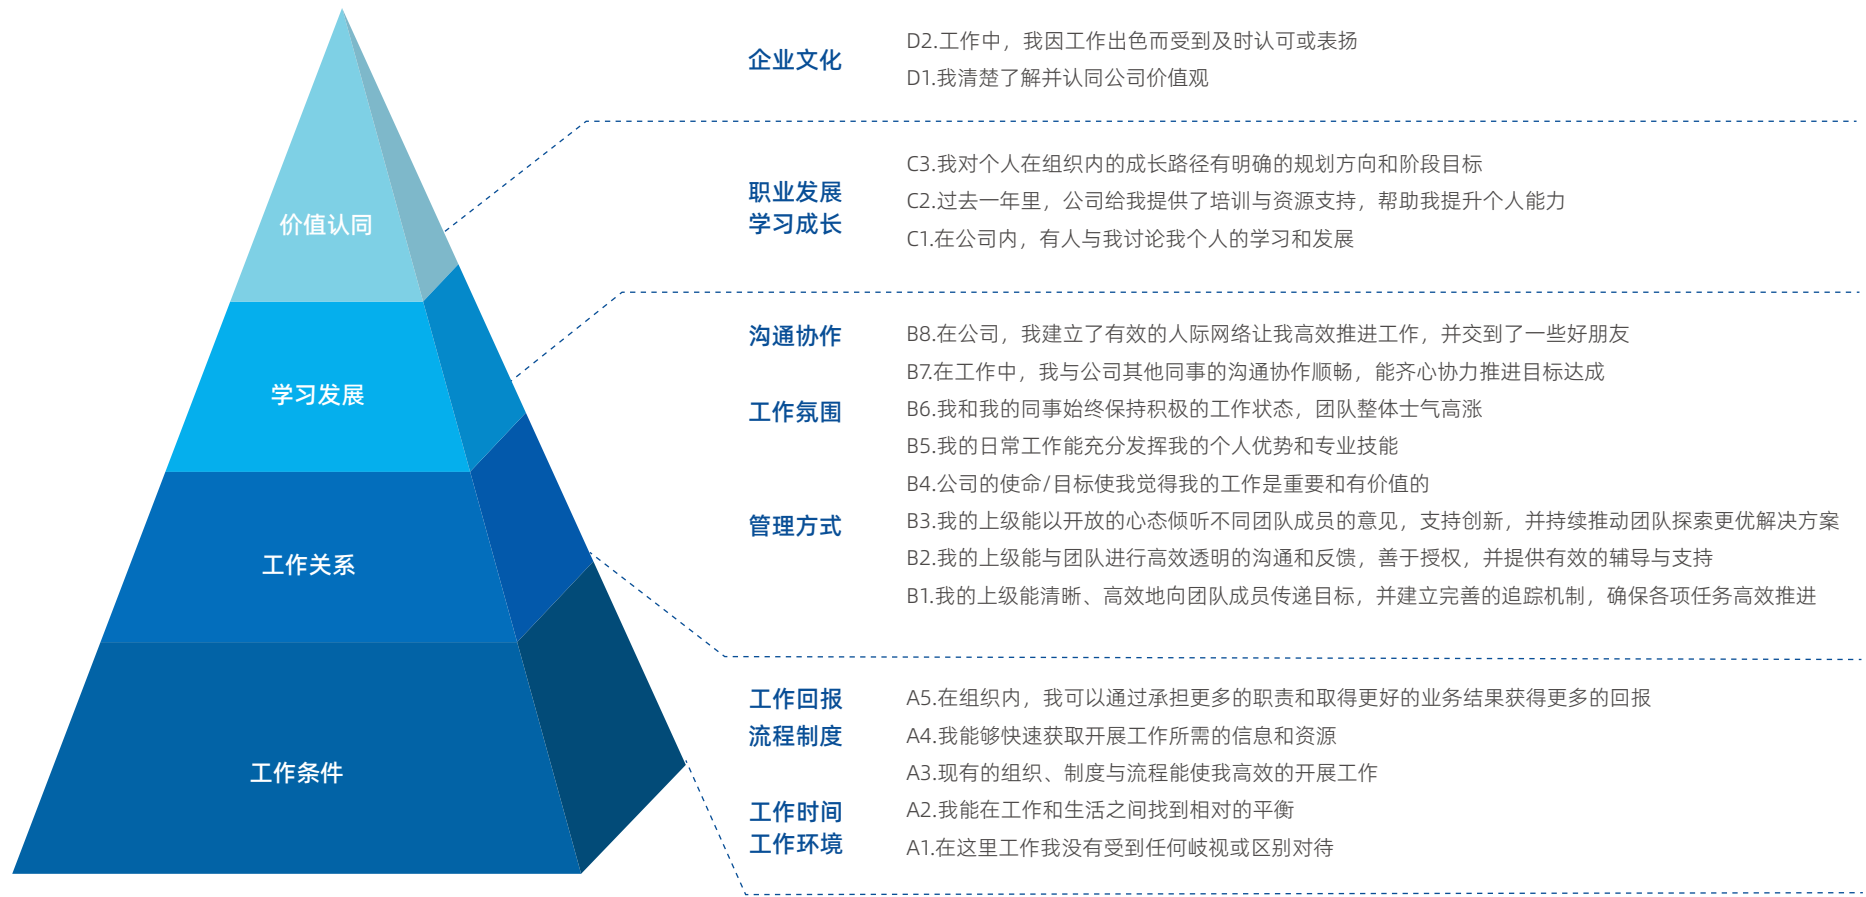 价值认同
学习发展
工作关系
工作条件
企业文化
D2.工作中，我因工作出色而受到及时认可或表扬
D1.我清楚了解并认同公司价值观
职业发展
学习成长
C3.我对个人在组织内的成长路径有明确的规划方向和阶段目标
C2.过去一年里，公司给我提供了培训与资源支持，帮助我提升个人能力
C1.在公司内，有人与我讨论我个人的学习和发展
沟通协作
B8.在公司，我建立了有效的人际网络让我高效推进工作，并交到了一些好朋友
B7.在工作中，我与公司其他同事的沟通协作顺畅，能齐心协力推进目标达成
工作氛围
B6.我和我的同事始终保持积极的工作状态，团队整体士气高涨
B5.我的日常工作能充分发挥我的个人优势和专业技能
B4.公司的使命/目标使我觉得我的工作是重要和有价值的
管理方式
B3.我的上级能以开放的心态倾听不同团队成员的意见，支持创新，并持续推动团队探索更优解决方案
B2.我的上级能与团队进行高效透明的沟通和反馈，善于授权，并提供有效的辅导与支持
B1.我的上级能清晰、高效地向团队成员传递目标，并建立完善的追踪机制，确保各项任务高效推进
工作回报
A5.在组织内，我可以通过承担更多的职责和取得更好的业务结果获得更多的回报
流程制度
A4.我能够快速获取开展工作所需的信息和资源
A3.现有的组织、制度与流程能使我高效的开展工作
工作时间
A2.我能在工作和生活之间找到相对的平衡
工作环境
A1.在这里工作我没有受到任何歧视或区别对待